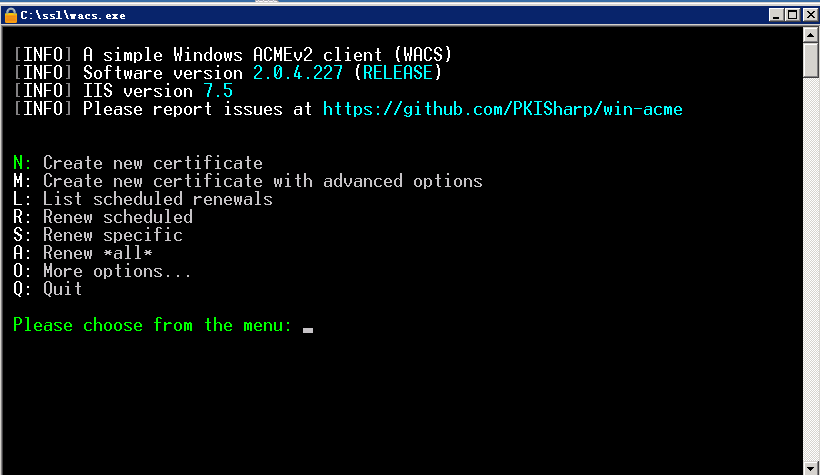 C:\ssl\wacs.exe
[INFO] A simple Windows ACMEv2 client (WACS)
[INFO] Software version 2.0.4.227 (RELEASE)
[INFO] IIS version 7.5
[INFO] Please report issues at https://github.com/PKISharp/win-acme
N: Create new certificate
M: Create new certificate with advanced options
L: List scheduled renewals
R: Renew scheduled
S: Renew specific
A: Renew *all*
O: More options...
Q: Quit
Please choose from the menu: